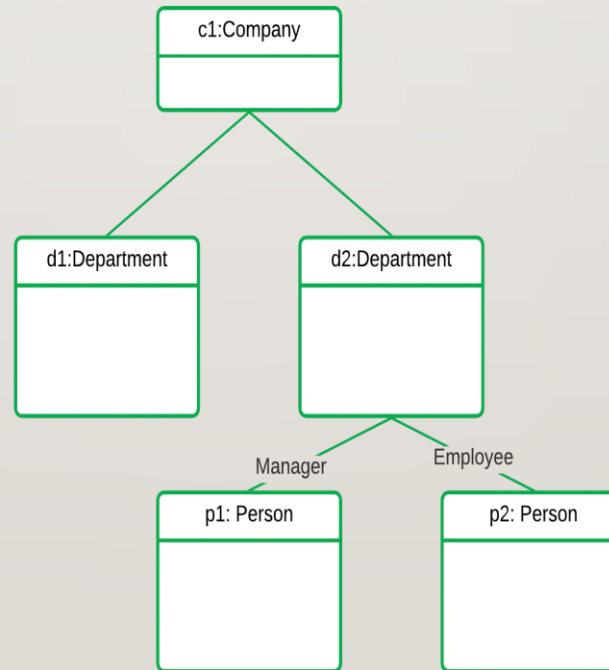 c1:Company
d1:Department
d2:Department
Manager
Employee
p1: Person
p2: Person